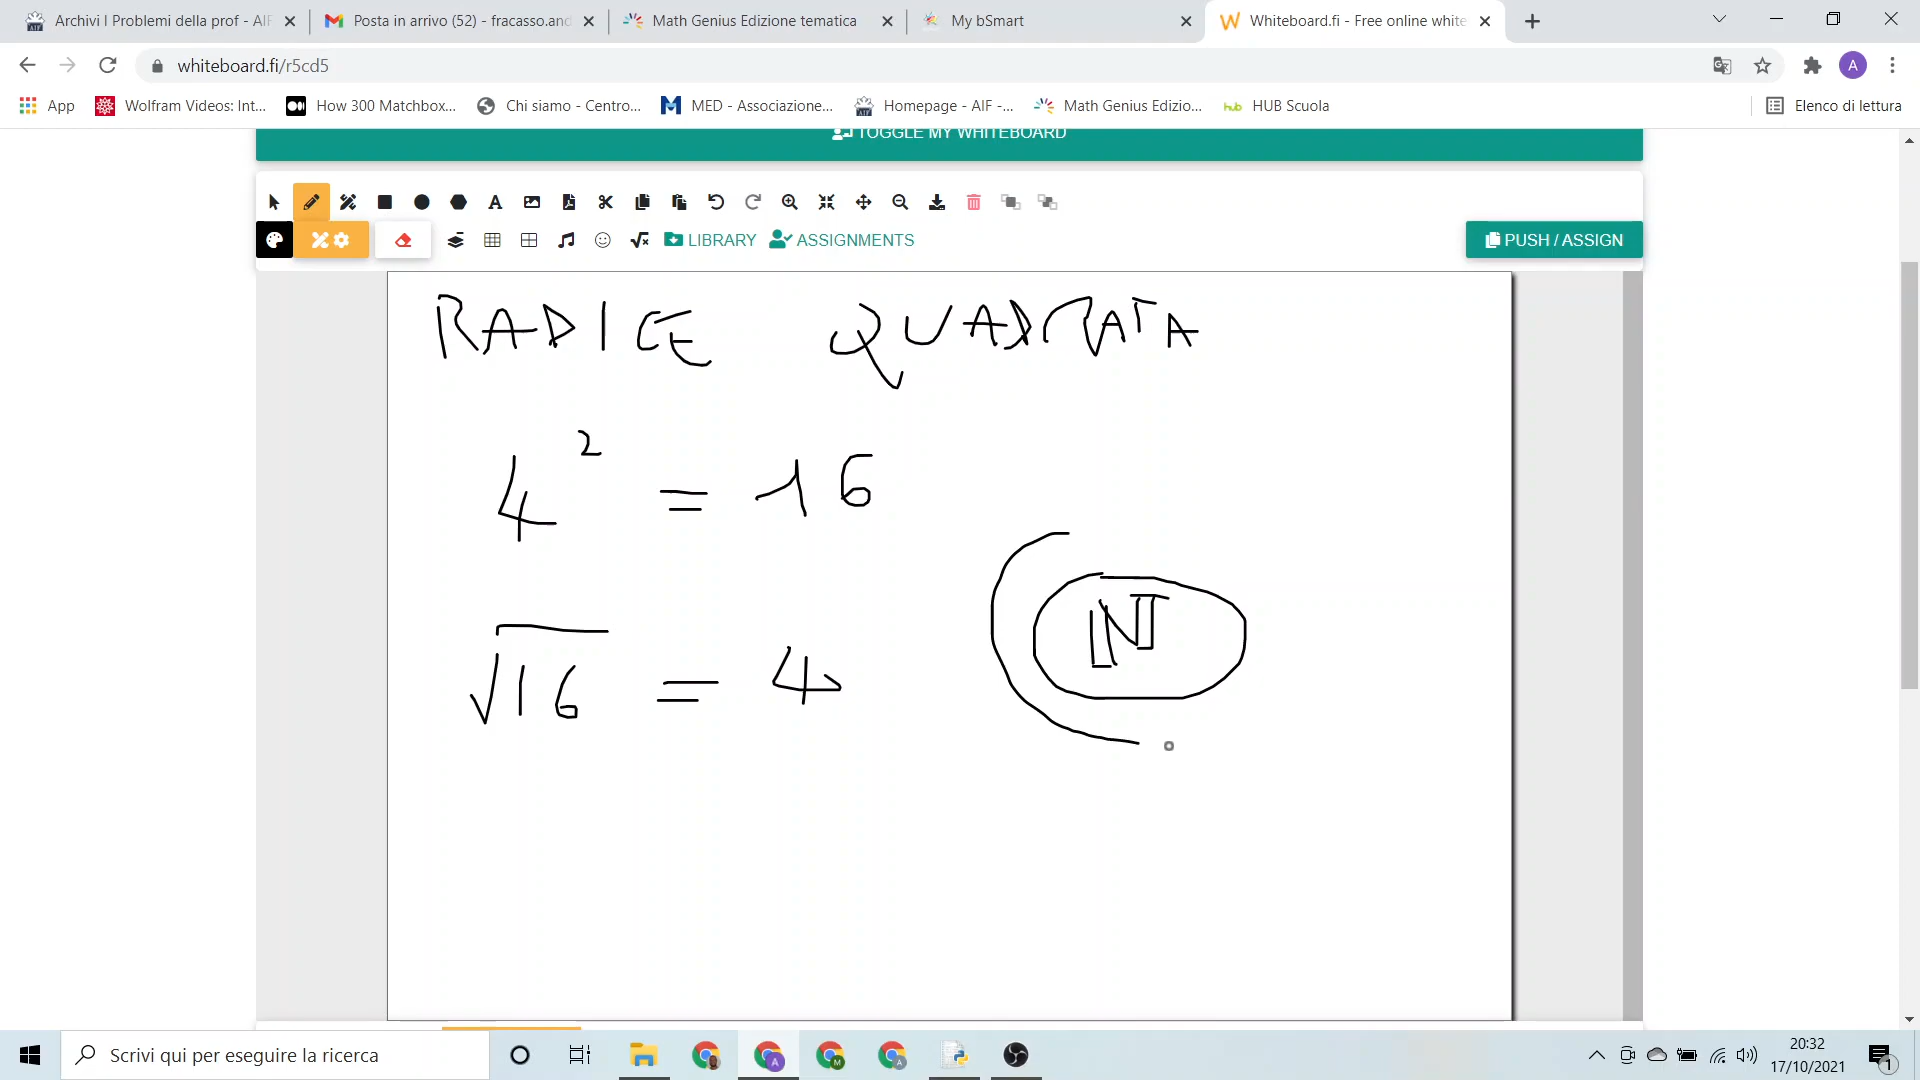 Archivi I Problemi della prof - AIF
Posta in arrivo (52) - fracasso.and
Math Genius Edizione tematica
My bSmart
Whiteboard.fi - Free online white
whiteboard.fi/r5cd5
A
App
Wolfram Videos: Int...
How 300 Matchbox...
Chi siamo - Centro...
MED - Associazione...
Homepage - AIF -...
Math Genius Edizio...
hub HUB Scuola
Elenco di lettura
TOGGLE MY WHITEBOARD
LIBRARY
ASSIGNMENTS
PUSH / ASSIGN
RADICE QUADRATA
4² = 16
ℕ
√16 = 4
Scrivi qui per eseguire la ricerca
20:32
17/10/2021
1